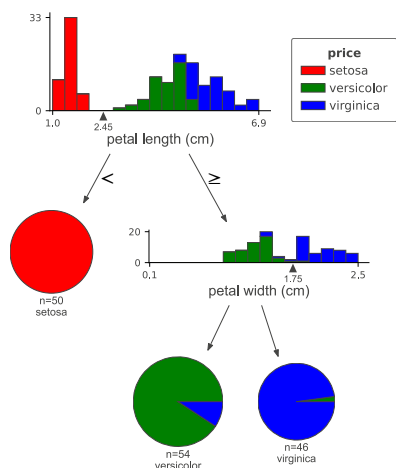 33
0
1.0
2.45
6.9
petal length (cm)
price
setosa
versicolor
virginica
<
≥
n=50
setosa
20
0
0.1
1.75
2.5
petal width (cm)
n=54
versicolor
n=46
virginica